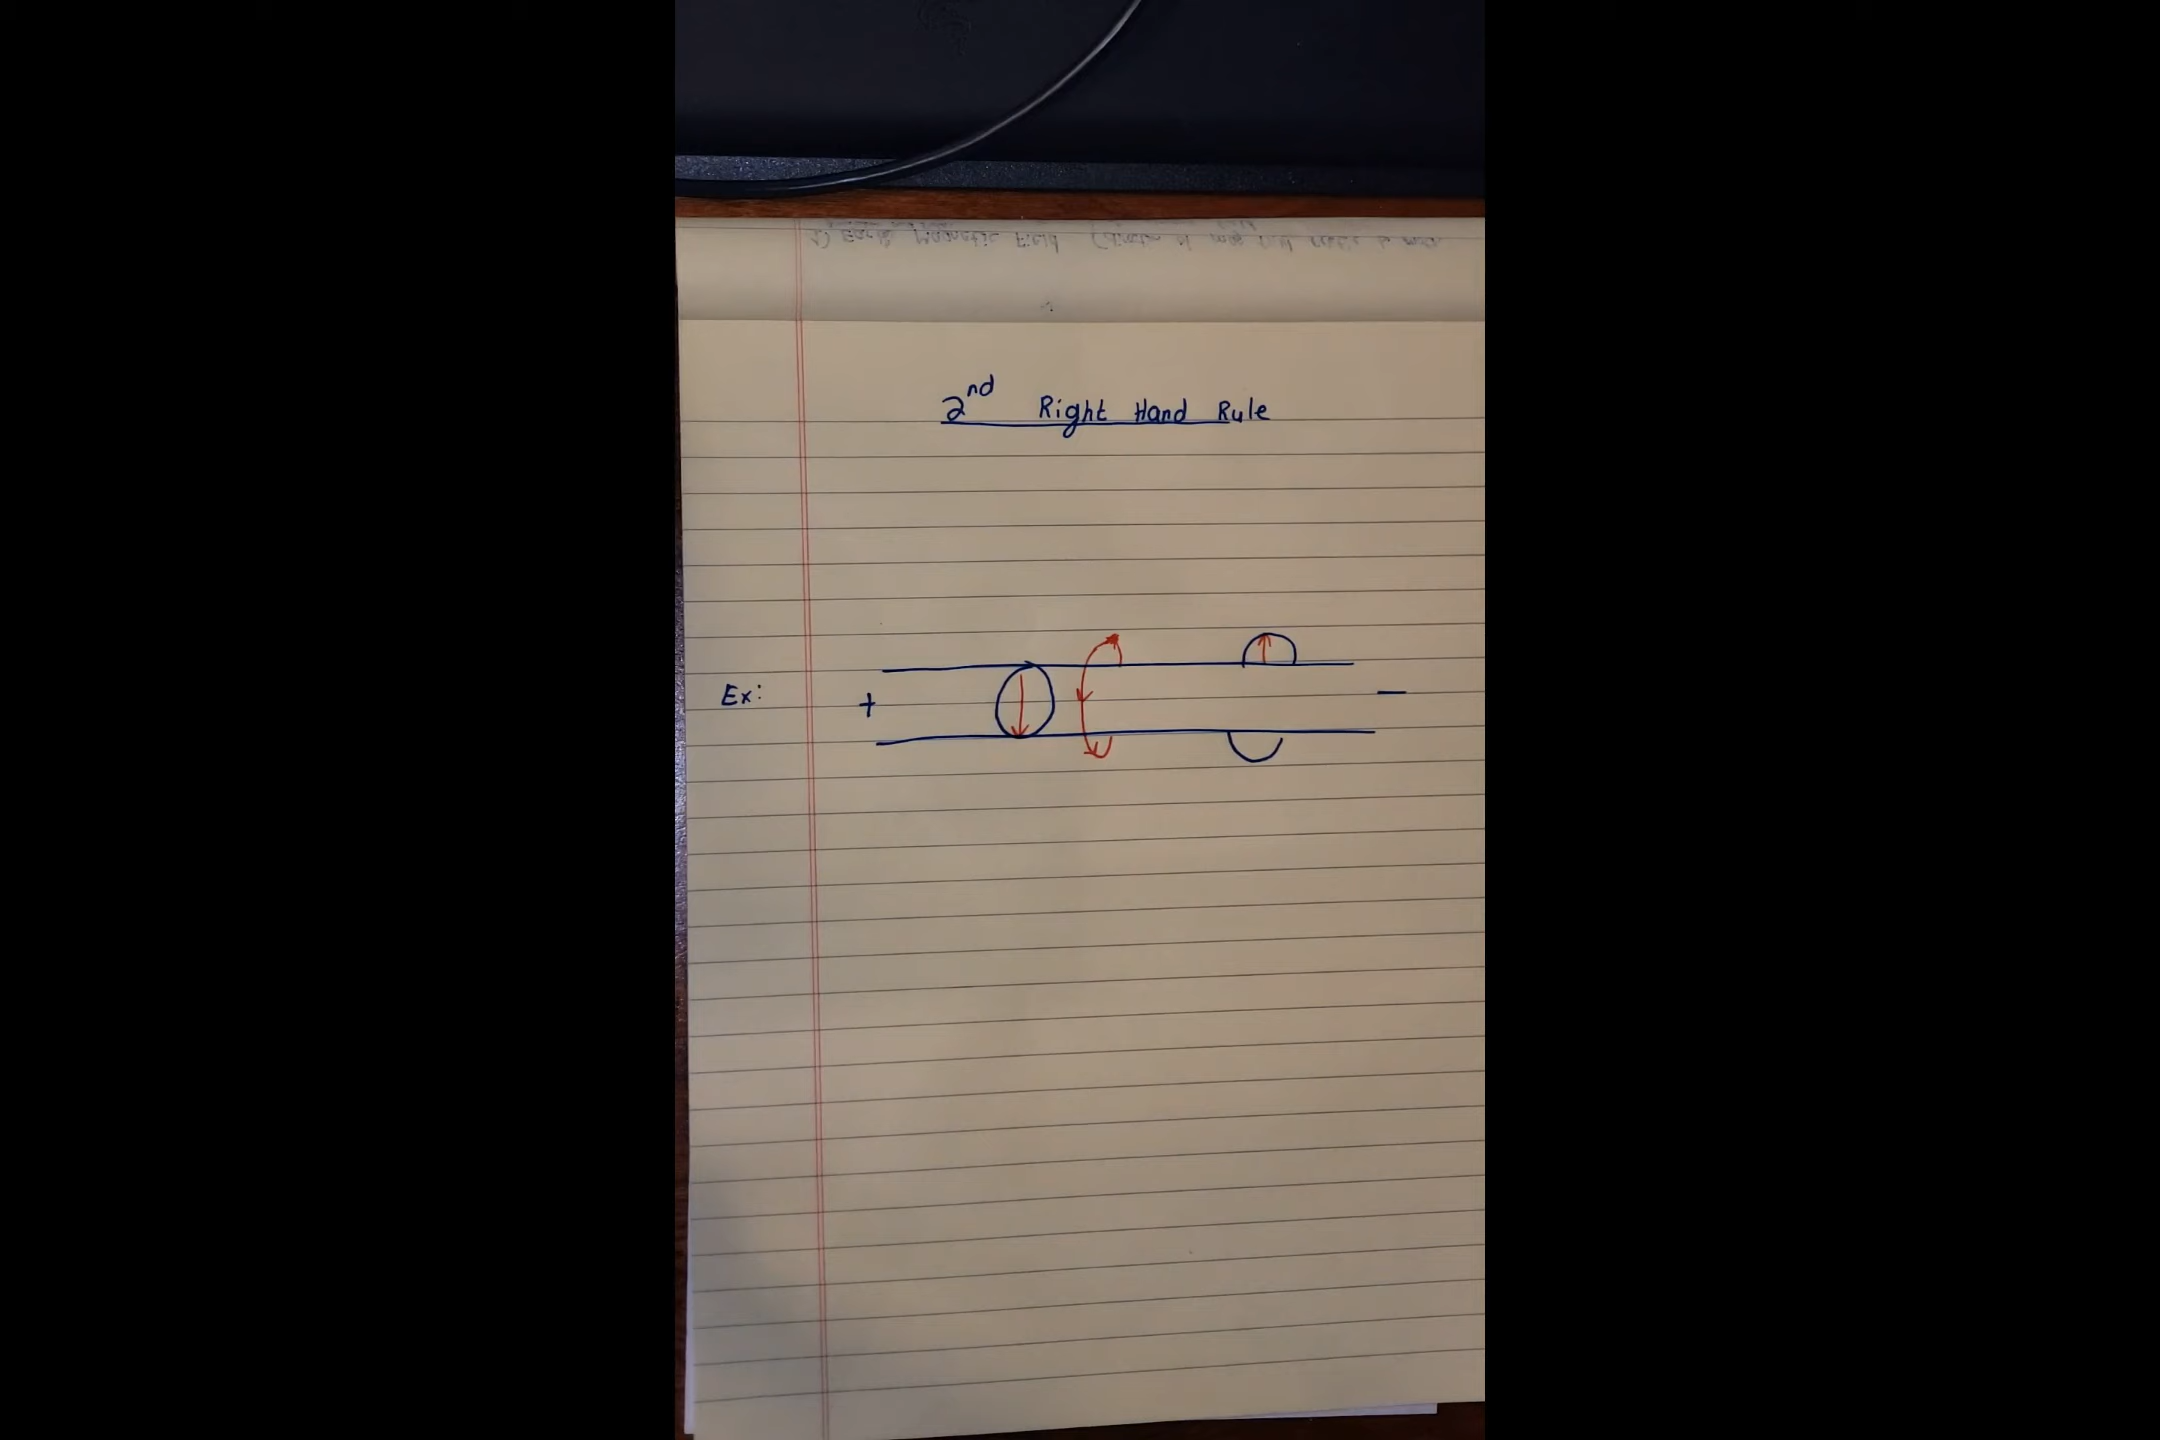 2nd Right Hand Rule
Ex: + −